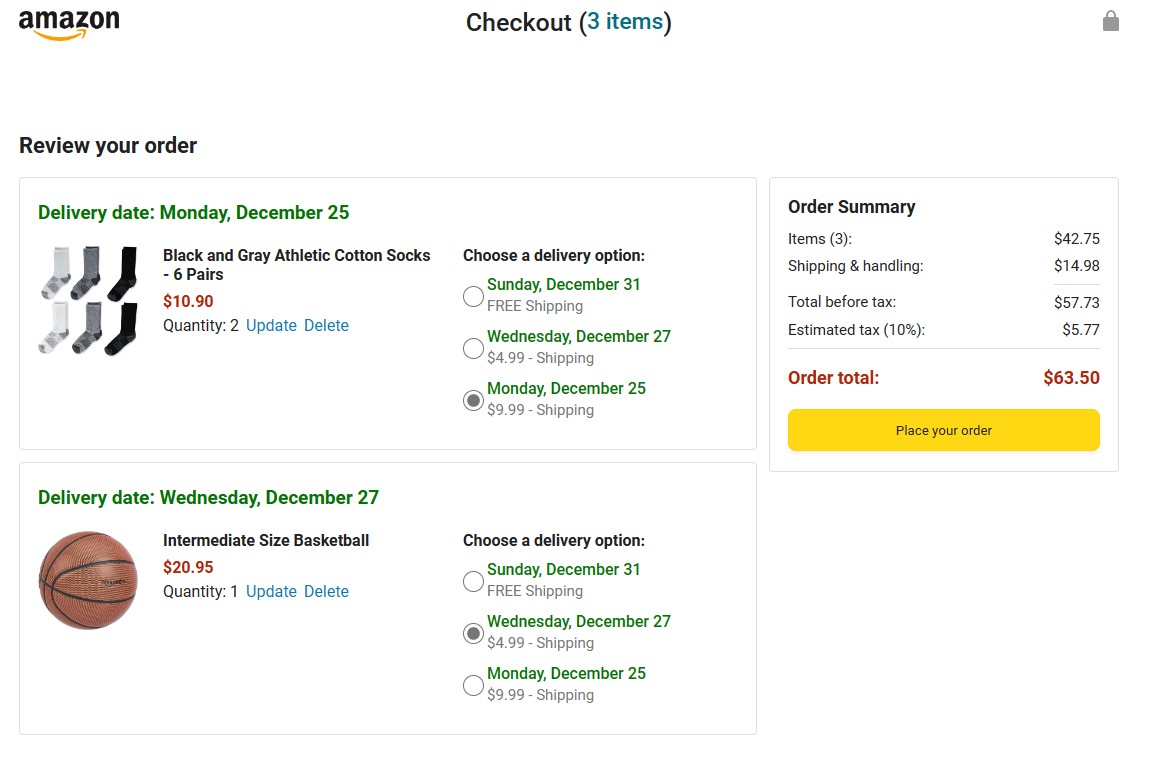 amazon
Checkout (3 items)
Review your order
Delivery date: Monday, December 25
Black and Gray Athletic Cotton Socks
- 6 Pairs
$10.90
Quantity: 2 Update Delete
Choose a delivery option:
Sunday, December 31
FREE Shipping
Wednesday, December 27
$4.99 - Shipping
Monday, December 25
$9.99 - Shipping
Delivery date: Wednesday, December 27
Intermediate Size Basketball
$20.95
Quantity: 1 Update Delete
Choose a delivery option:
Sunday, December 31
FREE Shipping
Wednesday, December 27
$4.99 - Shipping
Monday, December 25
$9.99 - Shipping
Order Summary
Items (3): $42.75
Shipping & handling: $14.98
Total before tax: $57.73
Estimated tax (10%): $5.77
Order total: $63.50
Place your order